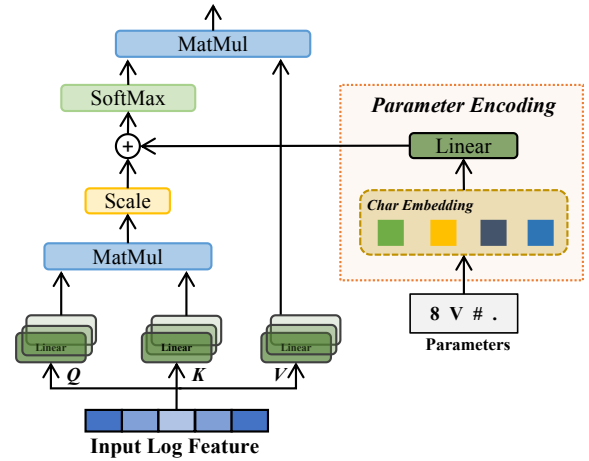 MatMul
SoftMax
Parameter Encoding
+
Linear
Scale
Char Embedding
MatMul
8 V # .
Linear
Linear
Linear
Parameters
Q
K
V
Input Log Feature